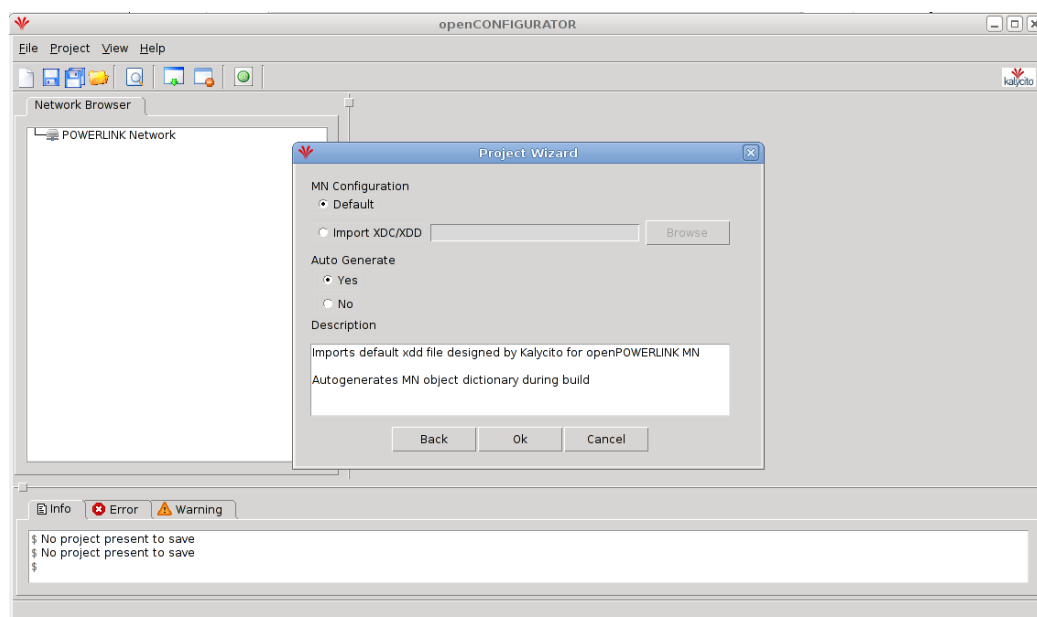 openCONFIGURATOR
File Project View Help
kalycito
Network Browser
POWERLINK Network
Project Wizard
MN Configuration
Default
Import XDC/XDD Browse
Auto Generate
Yes
No
Description
Imports default xdd file designed by Kalycito for openPOWERLINK MN
Autogenerates MN object dictionary during build
Back Ok Cancel
Info Error Warning
$ No project present to save
$ No project present to save
$